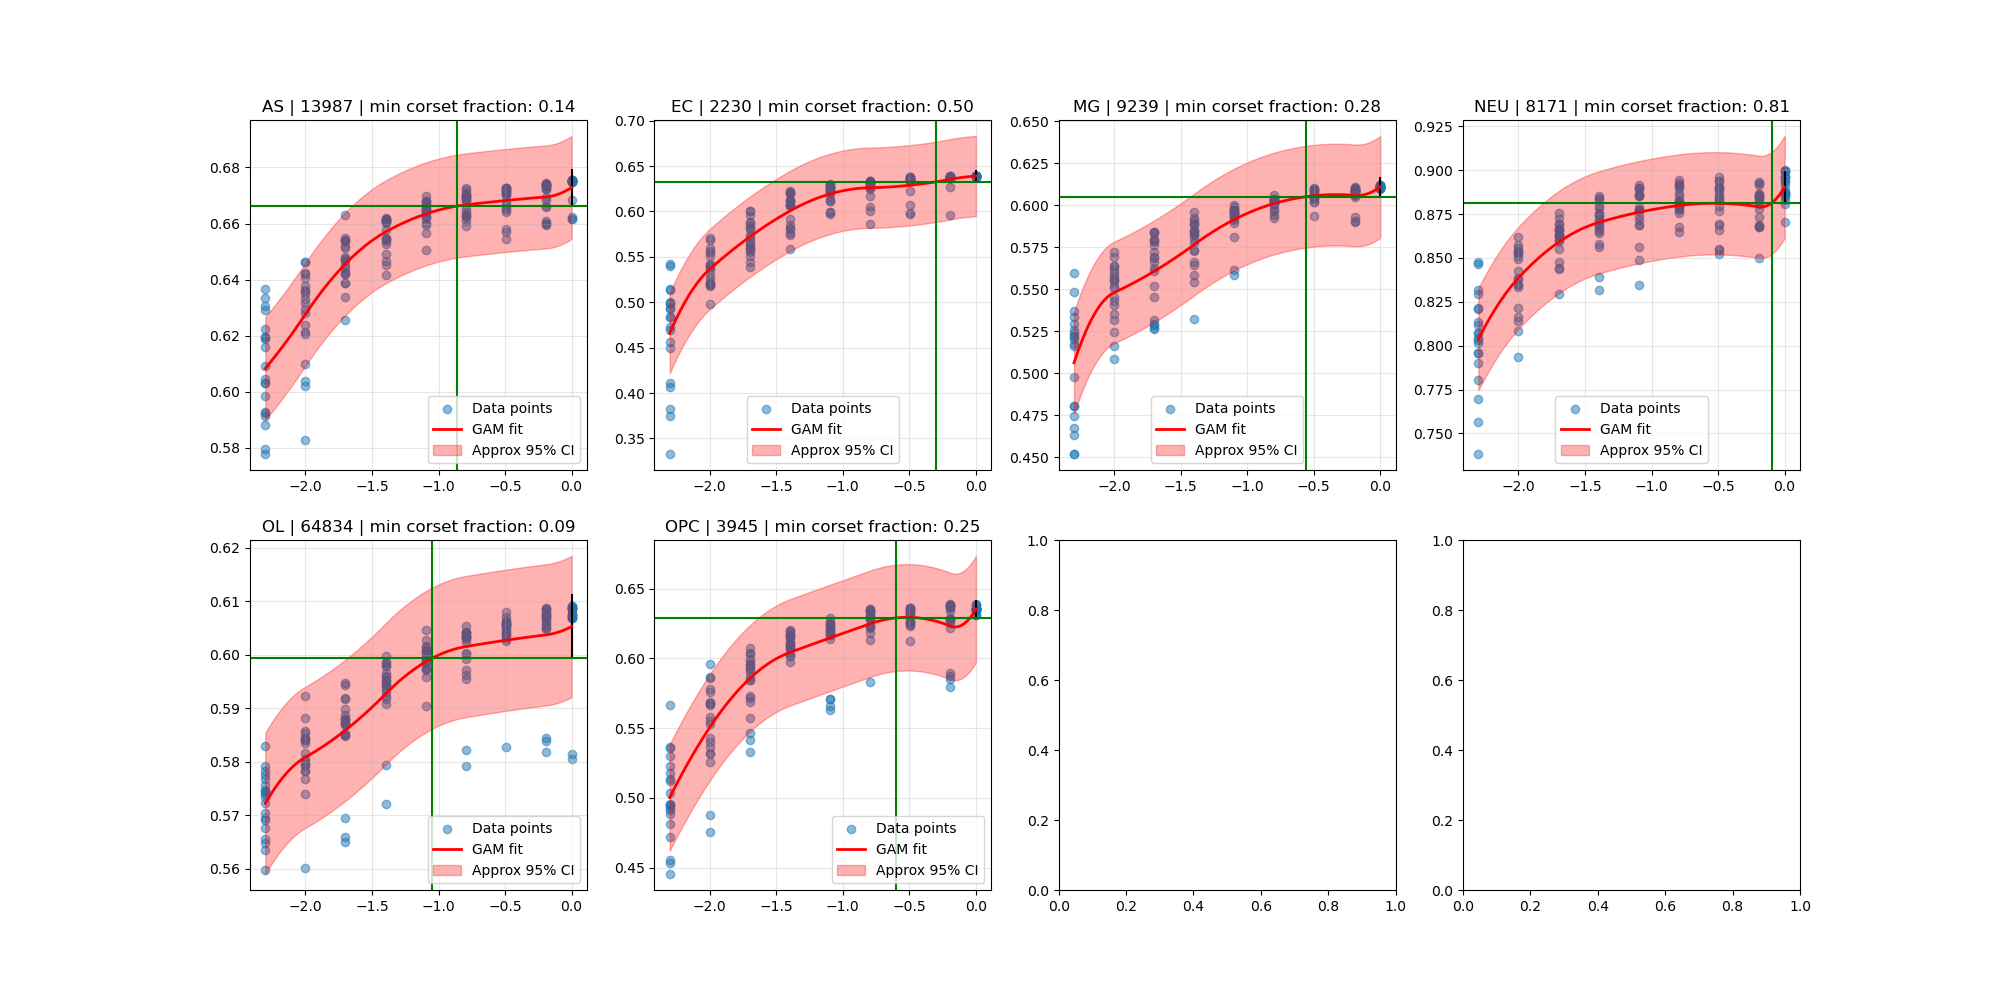 AS | 13987 | min corset fraction: 0.14
0.68
0.66
0.64
0.62
0.60
0.58
−2.0 −1.5 −1.0 −0.5 0.0
Data points
GAM fit
Approx 95% CI
EC | 2230 | min corset fraction: 0.50
0.70
0.65
0.60
0.55
0.50
0.45
0.40
0.35
−2.0 −1.5 −1.0 −0.5 0.0
Data points
GAM fit
Approx 95% CI
MG | 9239 | min corset fraction: 0.28
0.650
0.625
0.600
0.575
0.550
0.525
0.500
0.475
0.450
−2.0 −1.5 −1.0 −0.5 0.0
Data points
GAM fit
Approx 95% CI
NEU | 8171 | min corset fraction: 0.81
0.925
0.900
0.875
0.850
0.825
0.800
0.775
0.750
−2.0 −1.5 −1.0 −0.5 0.0
Data points
GAM fit
Approx 95% CI
OL | 64834 | min corset fraction: 0.09
0.62
0.61
0.60
0.59
0.58
0.57
0.56
−2.0 −1.5 −1.0 −0.5 0.0
Data points
GAM fit
Approx 95% CI
OPC | 3945 | min corset fraction: 0.25
0.65
0.60
0.55
0.50
0.45
−2.0 −1.5 −1.0 −0.5 0.0
Data points
GAM fit
Approx 95% CI
1.0
0.8
0.6
0.4
0.2
0.0
0.0 0.2 0.4 0.6 0.8 1.0
1.0
0.8
0.6
0.4
0.2
0.0
0.0 0.2 0.4 0.6 0.8 1.0